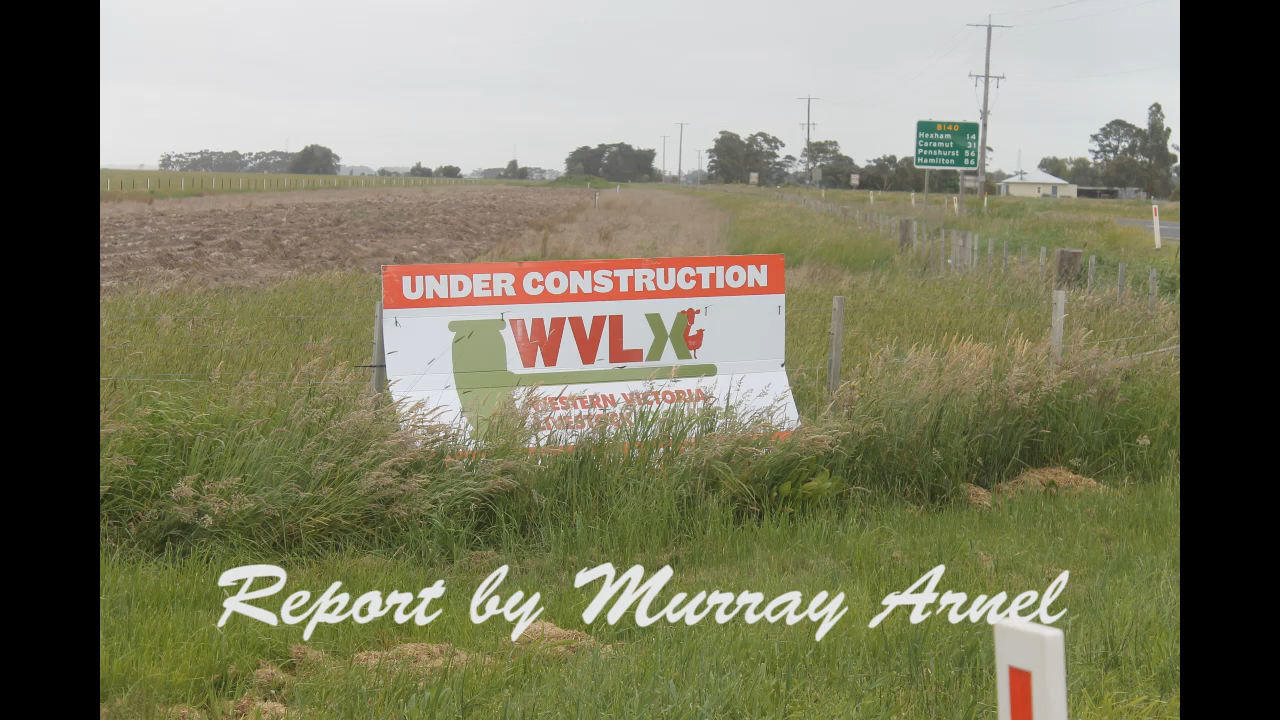 B140
Hexham 14
Caramut 31
Penshurst 56
Hamilton 86
UNDER CONSTRUCTION
WVLX
WESTERN VICTORIA
Report by Murray Arnel